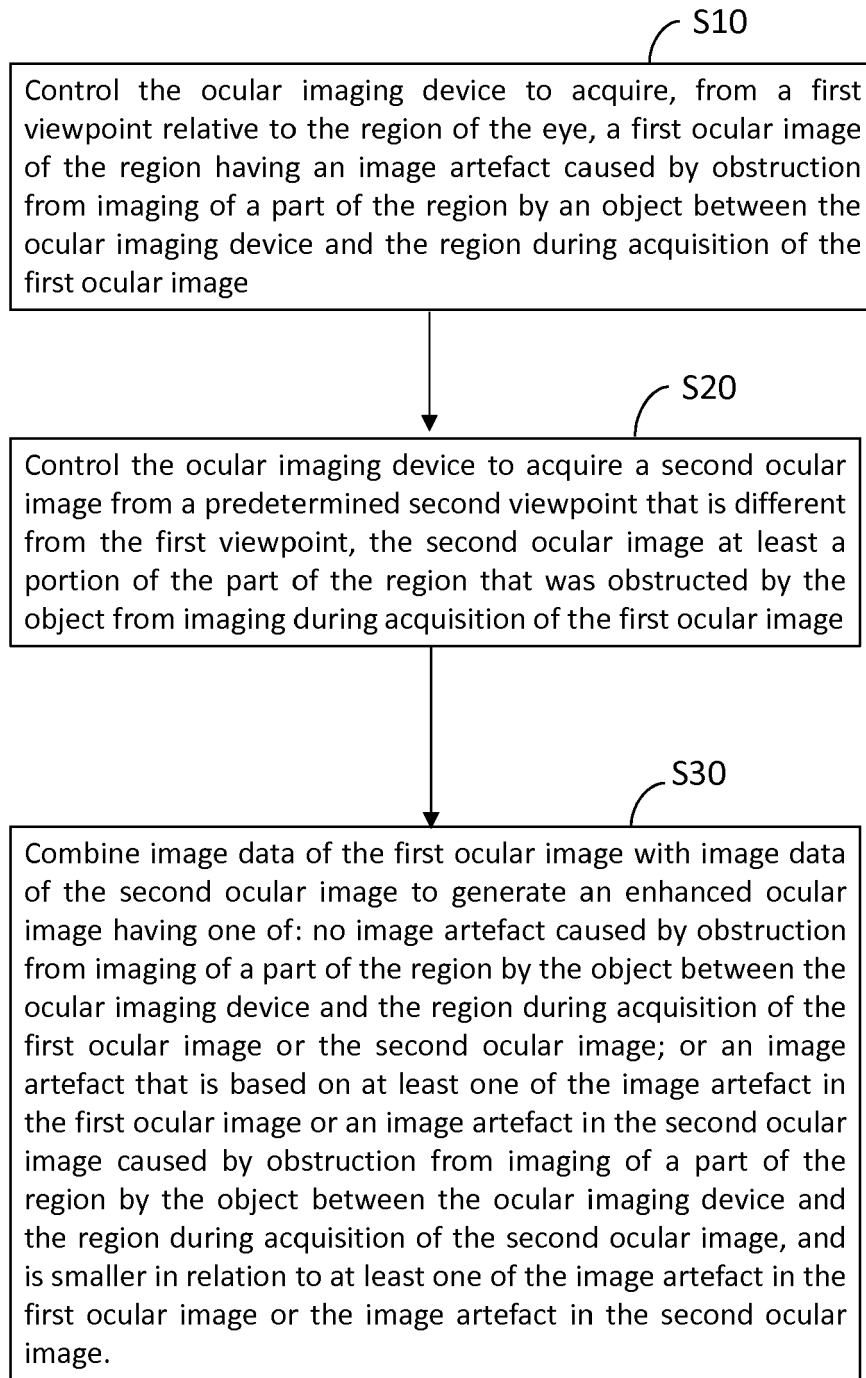 S10
Control the ocular imaging device to acquire, from a first
viewpoint relative to the region of the eye, a first ocular image
of the region having an image artefact caused by obstruction
from imaging of a part of the region by an object between the
ocular imaging device and the region during acquisition of the
first ocular image
S20
Control the ocular imaging device to acquire a second ocular
image from a predetermined second viewpoint that is different
from the first viewpoint, the second ocular image at least a
portion of the part of the region that was obstructed by the
object from imaging during acquisition of the first ocular image
S30
Combine image data of the first ocular image with image data
of the second ocular image to generate an enhanced ocular
image having one of: no image artefact caused by obstruction
from imaging of a part of the region by the object between the
ocular imaging device and the region during acquisition of the
first ocular image or the second ocular image; or an image
artefact that is based on at least one of the image artefact in
the first ocular image or an image artefact in the second ocular
image caused by obstruction from imaging of a part of the
region by the object between the ocular imaging device and
the region during acquisition of the second ocular image, and
is smaller in relation to at least one of the image artefact in the
first ocular image or the image artefact in the second ocular
image.